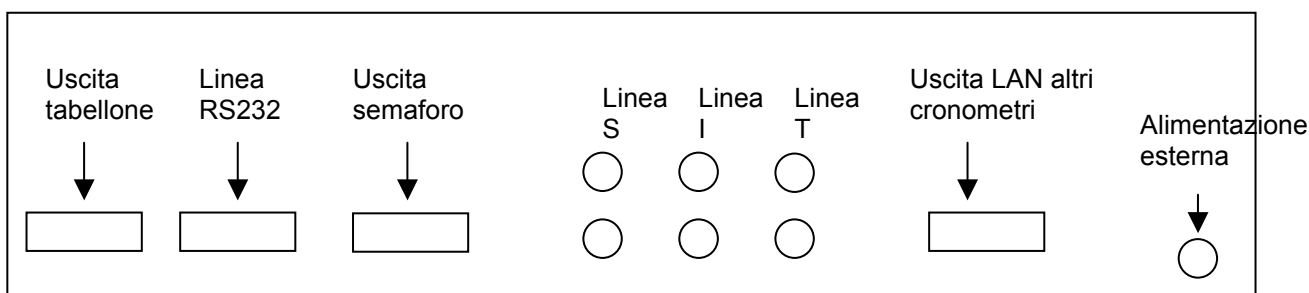 Uscita
tabellone
Linea
RS232
Uscita
semaforo
Linea
S
Linea
I
Linea
T
Uscita LAN altri
cronometri
Alimentazione
esterna